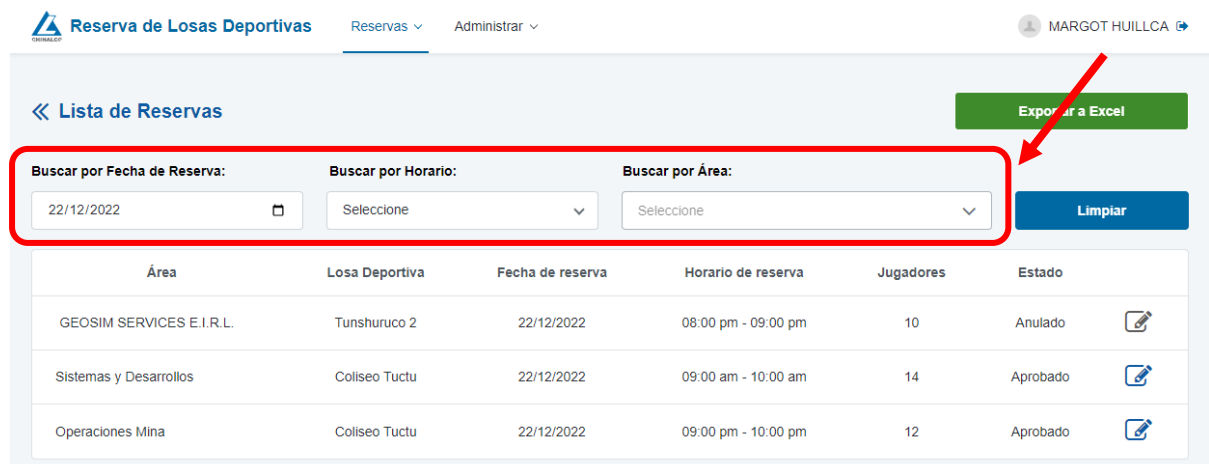 CHINALCO Reserva de Losas Deportivas Reservas Administrar MARGOT HUILLCA
Lista de Reservas Exportar a Excel
Buscar por Fecha de Reserva: Buscar por Horario: Buscar por Área:
22/12/2022 Seleccione Seleccione Limpiar
Área Losa Deportiva Fecha de reserva Horario de reserva Jugadores Estado
GEOSIM SERVICES E.I.R.L. Tunshuruco 2 22/12/2022 08:00 pm - 09:00 pm 10 Anulado
Sistemas y Desarrollos Coliseo Tuctu 22/12/2022 09:00 am - 10:00 am 14 Aprobado
Operaciones Mina Coliseo Tuctu 22/12/2022 09:00 pm - 10:00 pm 12 Aprobado